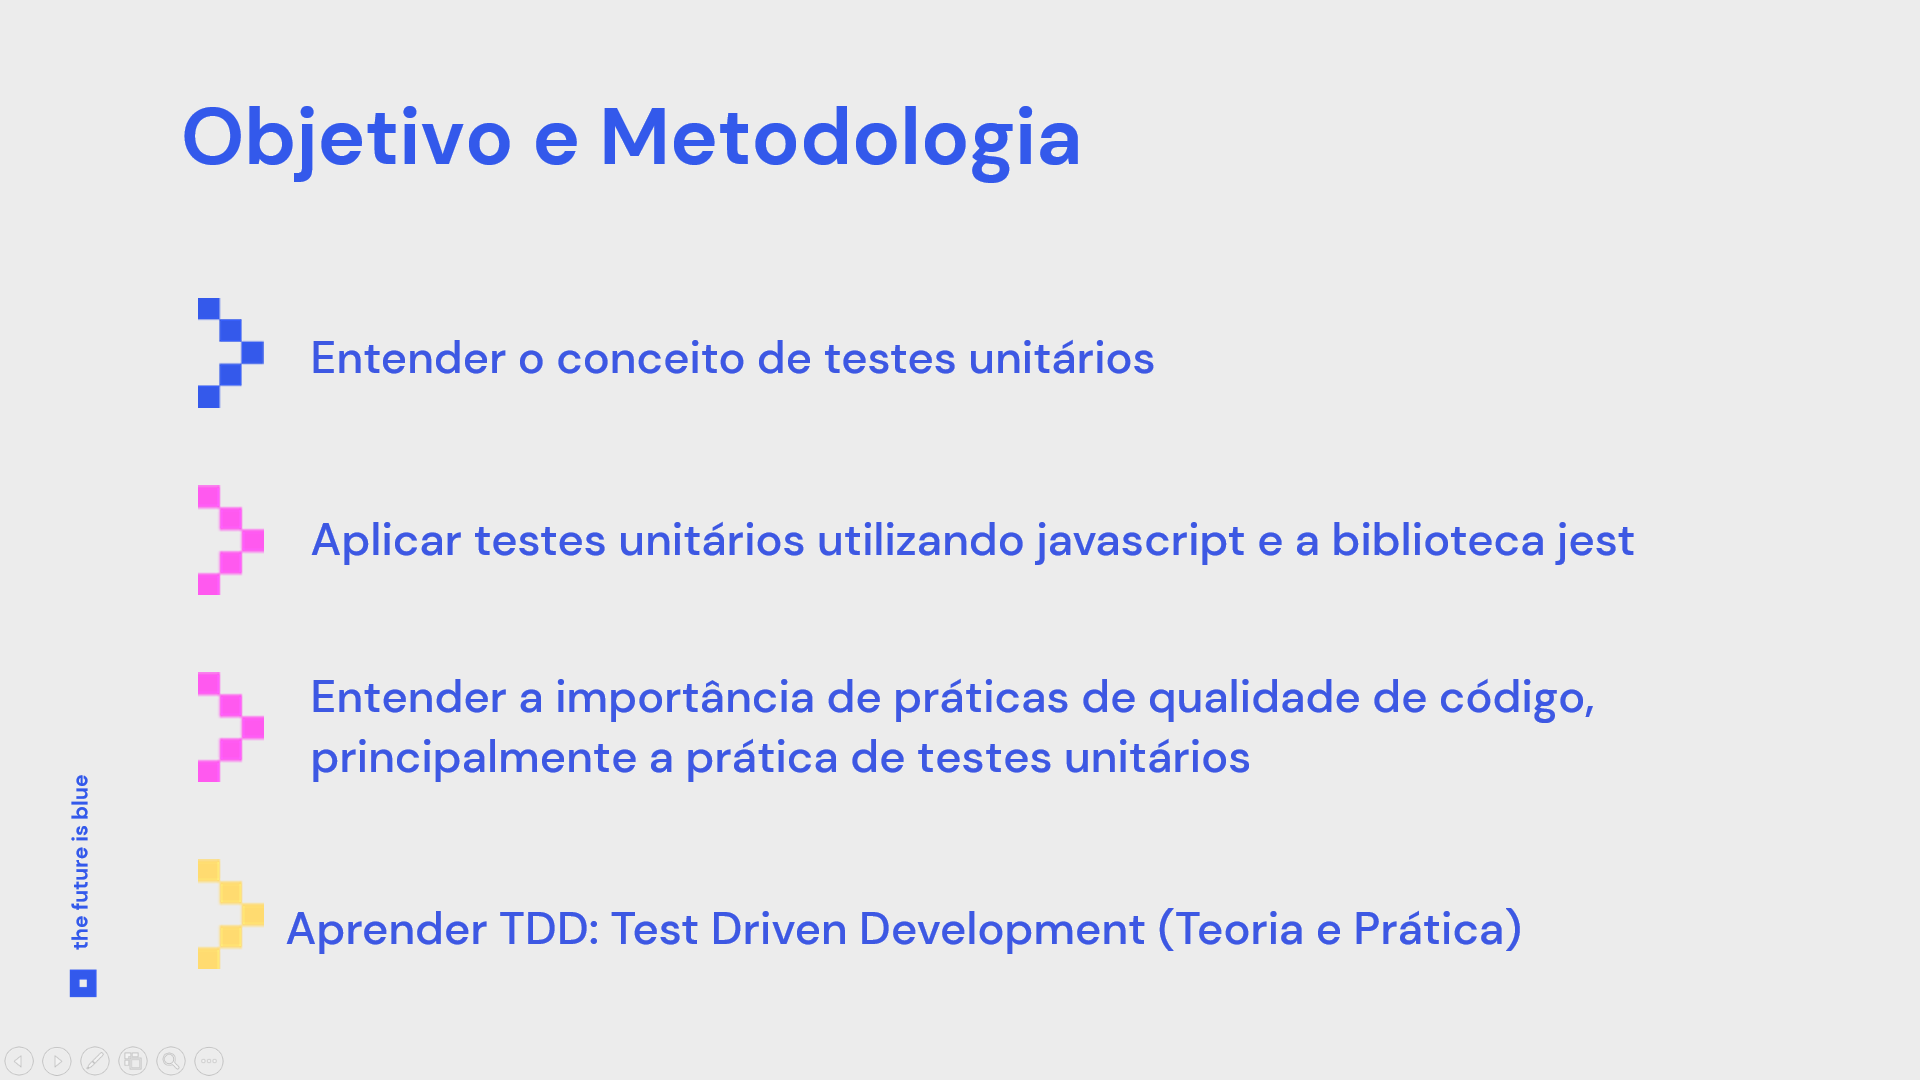 Objetivo e Metodologia
Entender o conceito de testes unitários
Aplicar testes unitários utilizando javascript e a biblioteca jest
Entender a importância de práticas de qualidade de código,
principalmente a prática de testes unitários
Aprender TDD: Test Driven Development (Teoria e Prática)
the future is blue